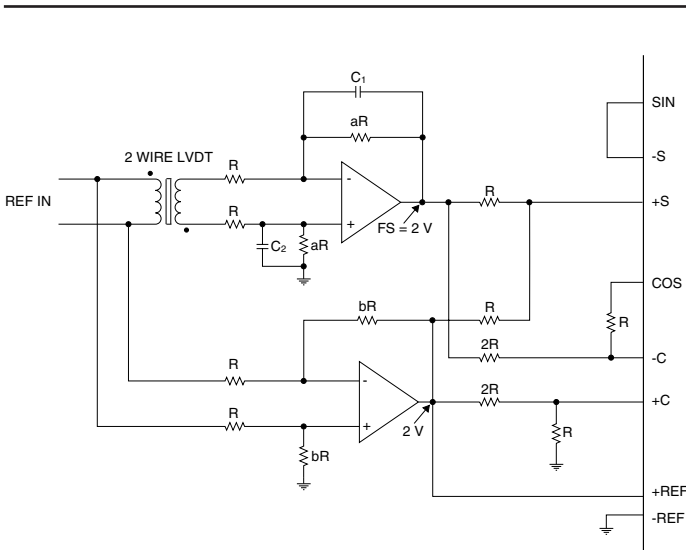 C1
aR
SIN
2 WIRE LVDT
R
-S
-
REF IN
R
+S
R
+
FS = 2 V
C2
aR
COS
bR
R
R
2R
-C
R
-
2R
+C
R
+
2 V
R
bR
+REF
-REF